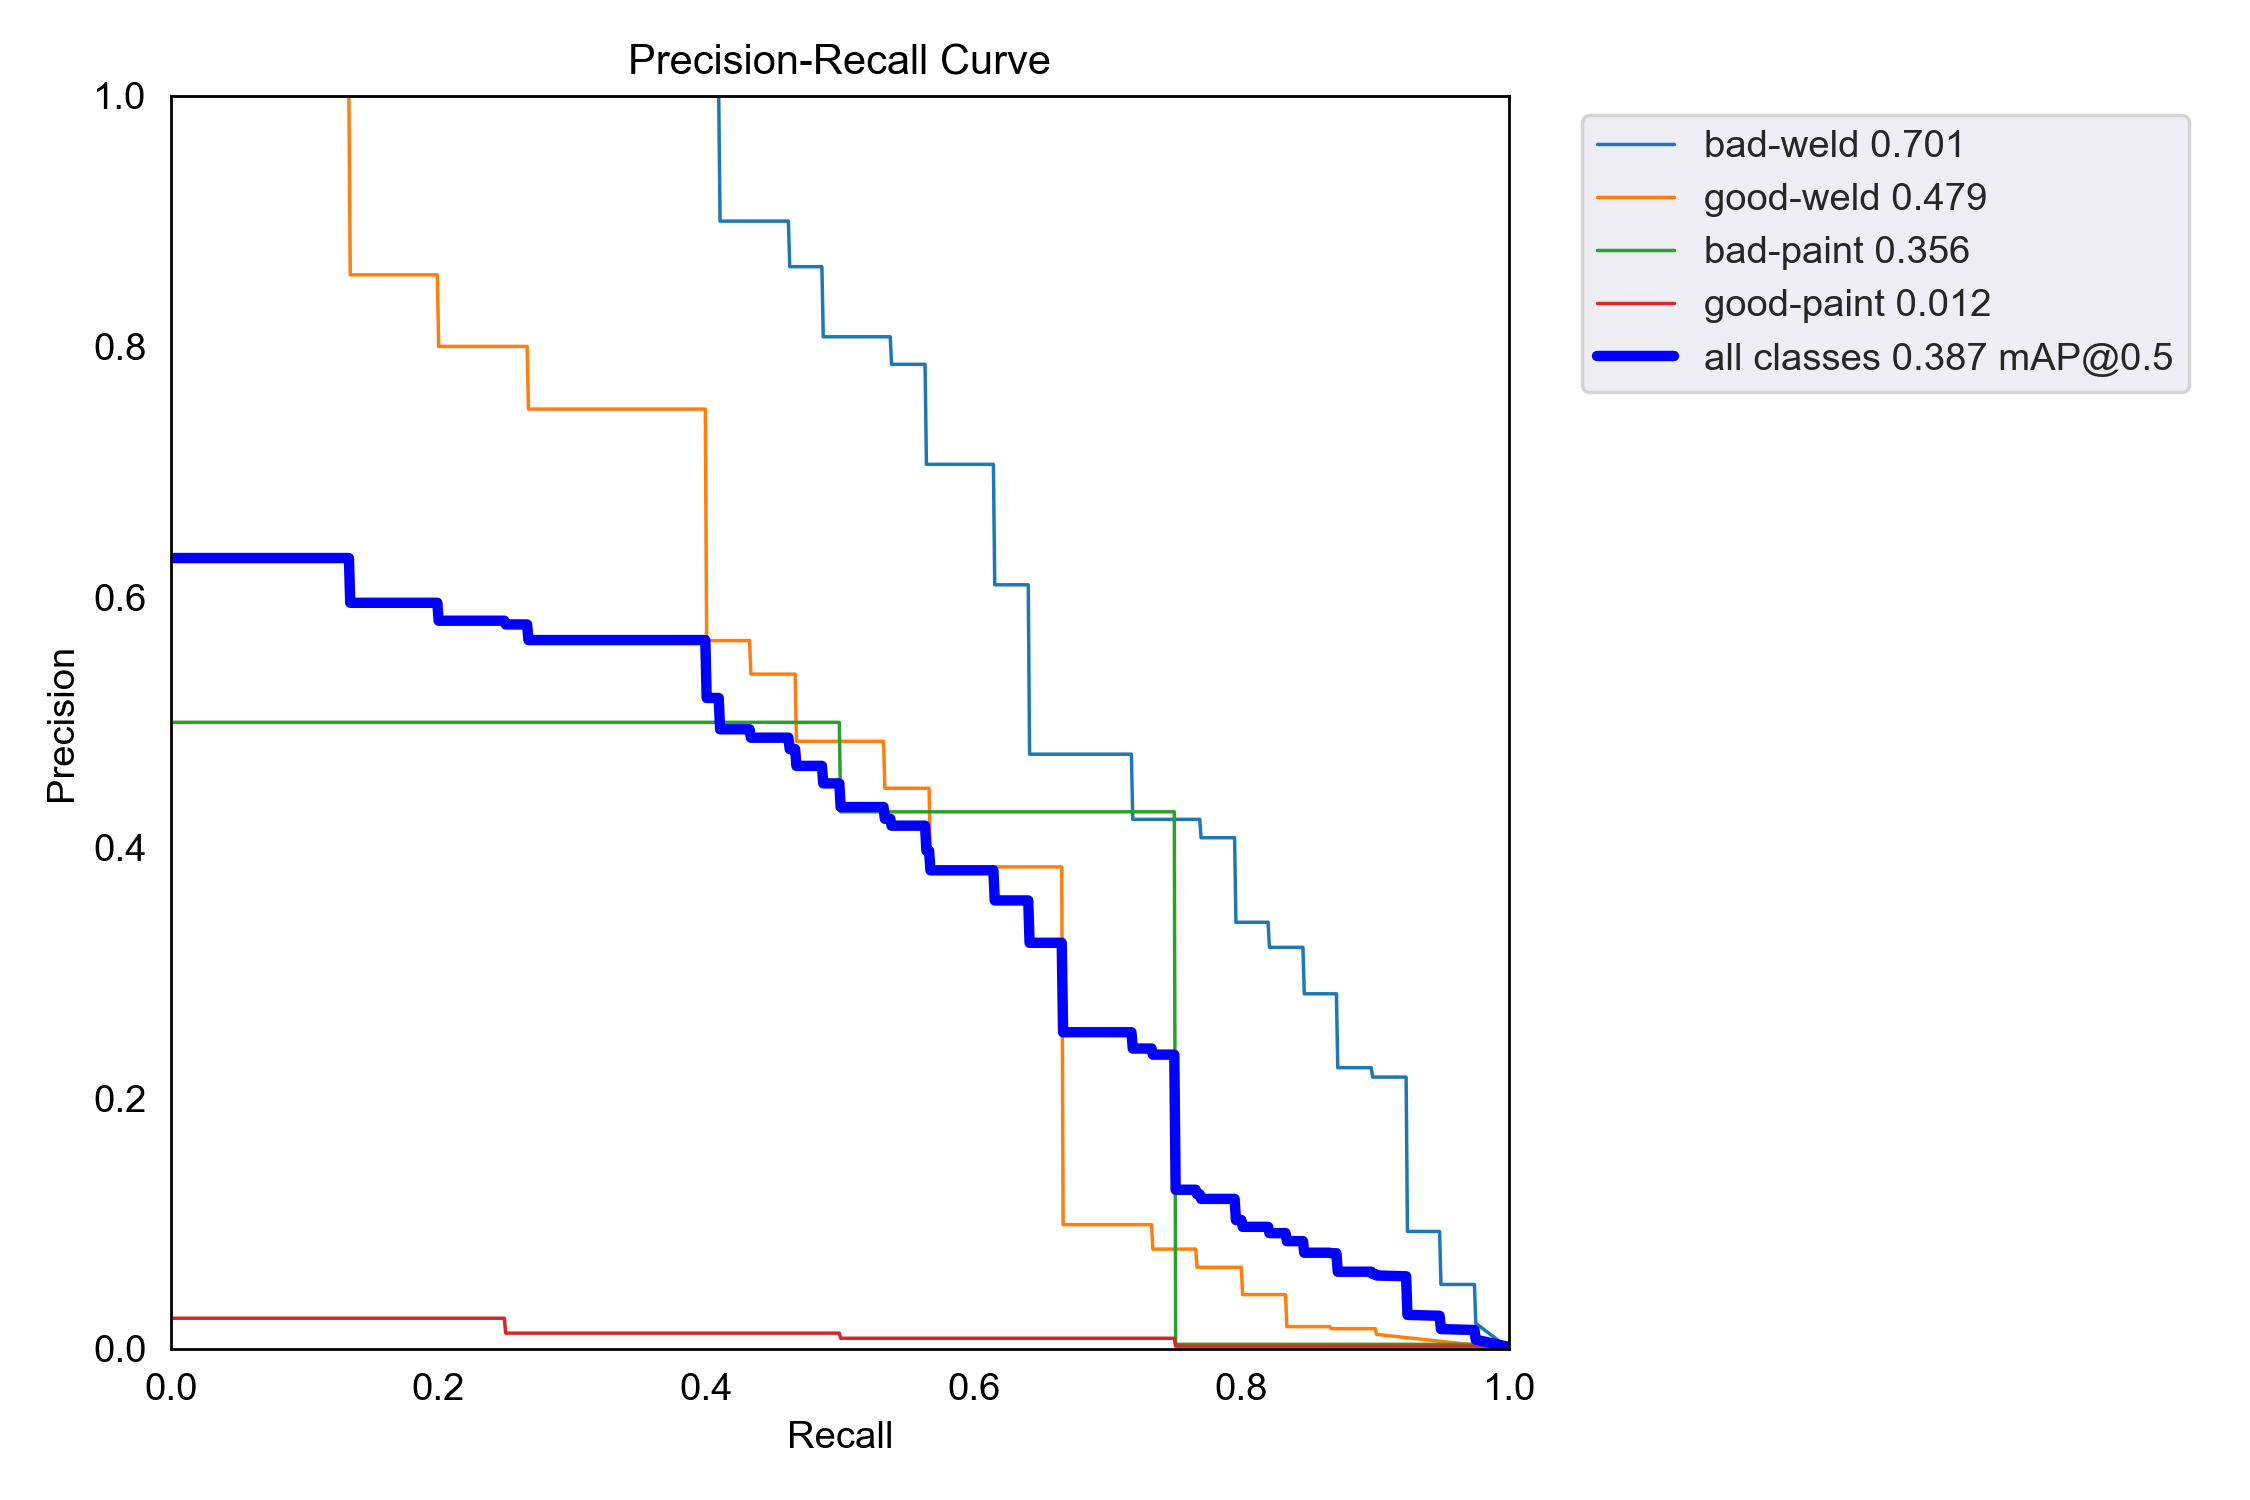 Precision-Recall Curve
1.0
0.8
0.6
0.4
0.2
0.0
Precision
0.0 0.2 0.4 0.6 0.8 1.0
Recall
bad-weld 0.701
good-weld 0.479
bad-paint 0.356
good-paint 0.012
all classes 0.387 mAP@0.5